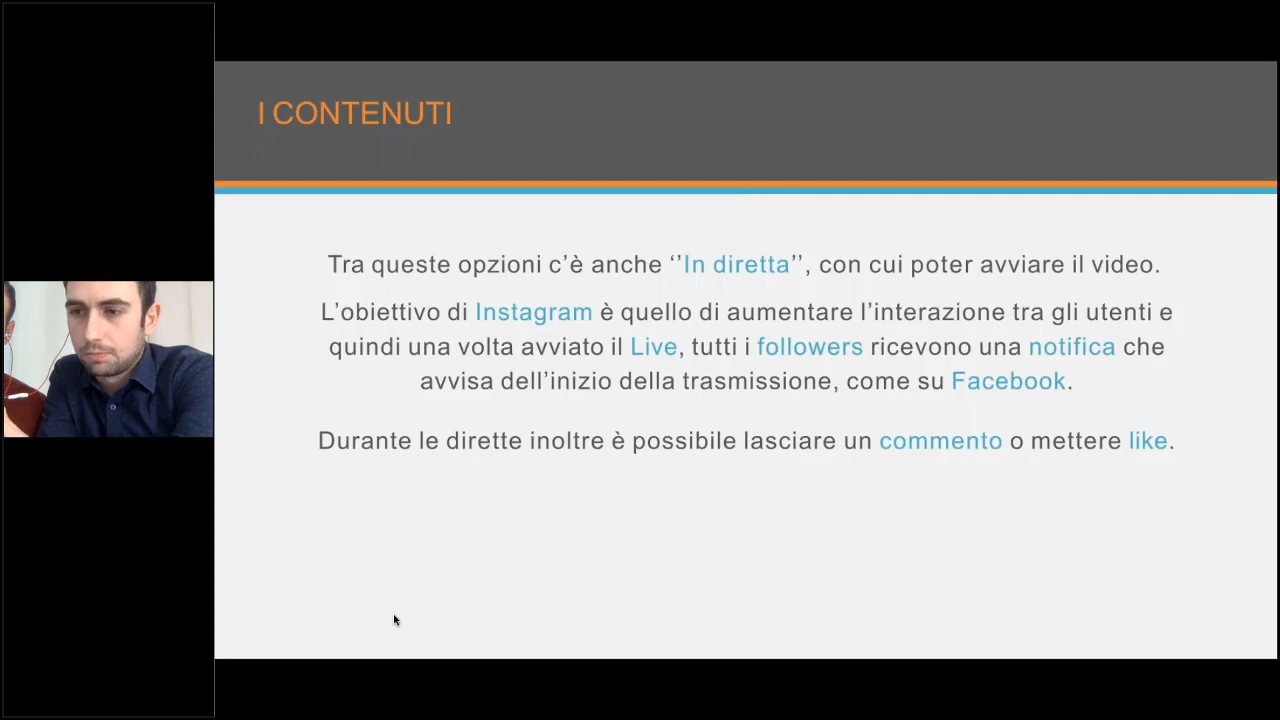 I CONTENUTI
Tra queste opzioni c’è anche ‘’In diretta’’, con cui poter avviare il video.
L’obiettivo di Instagram è quello di aumentare l’interazione tra gli utenti e
quindi una volta avviato il Live, tutti i followers ricevono una notifica che
avvisa dell’inizio della trasmissione, come su Facebook.
Durante le dirette inoltre è possibile lasciare un commento o mettere like.